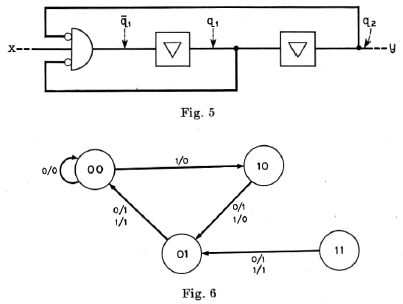 x q̄₁ ▽ q₁ ▽ q₂ y
Fig. 5
0/0 00 1/0 10
0/1
1/1
0/1
1/0
01 0/1
1/1 11
Fig. 6